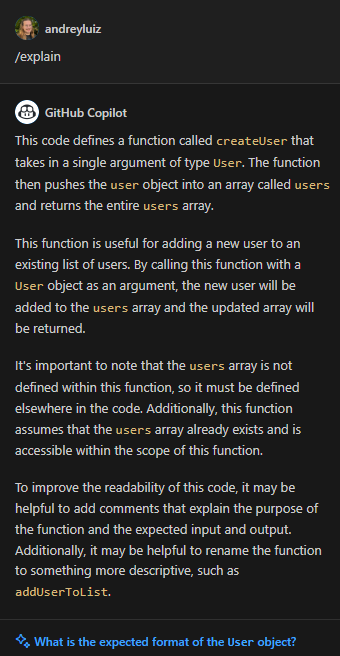 andreyluiz
/explain
GitHub Copilot
This code defines a function called createUser that
takes in a single argument of type User. The function
then pushes the user object into an array called users
and returns the entire users array.
This function is useful for adding a new user to an
existing list of users. By calling this function with a
User object as an argument, the new user will be
added to the users array and the updated array will
be returned.
It's important to note that the users array is not
defined within this function, so it must be defined
elsewhere in the code. Additionally, this function
assumes that the users array already exists and is
accessible within the scope of this function.
To improve the readability of this code, it may be
helpful to add comments that explain the purpose of
the function and the expected input and output.
Additionally, it may be helpful to rename the function
to something more descriptive, such as
addUserToList.
What is the expected format of the User object?